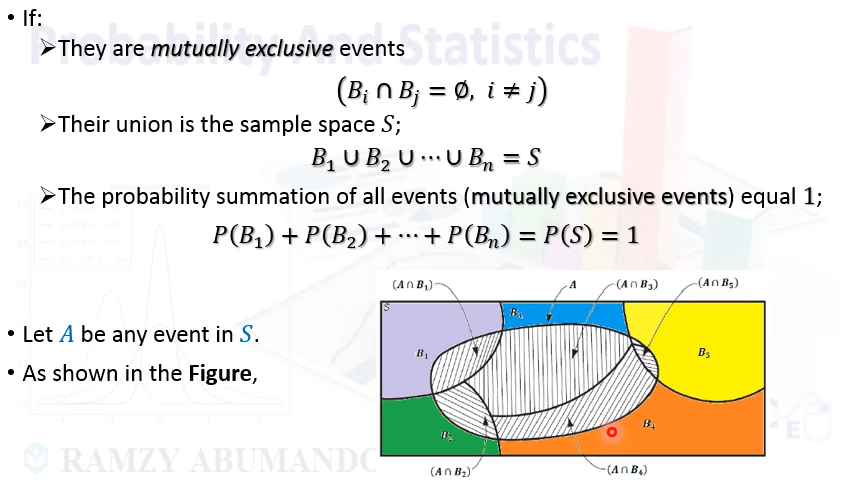 Probability And Statistics
• If:
➤They are mutually exclusive events
(Bᵢ ∩ Bⱼ = ∅, i ≠ j)
➤Their union is the sample space S;
B₁ ∪ B₂ ∪ ⋯ ∪ Bₙ = S
➤The probability summation of all events (mutually exclusive events) equal 1;
P(B₁) + P(B₂) + ⋯ + P(Bₙ) = P(S) = 1
(A ∩ B₁) A (A ∩ B₃) (A ∩ B₅)
S
B₃
• Let A be any event in S.
B₁ B₅
• As shown in the Figure,
B₄
B₂
(A ∩ B₂) (A ∩ B₄)
RAMZY ABUMANDO